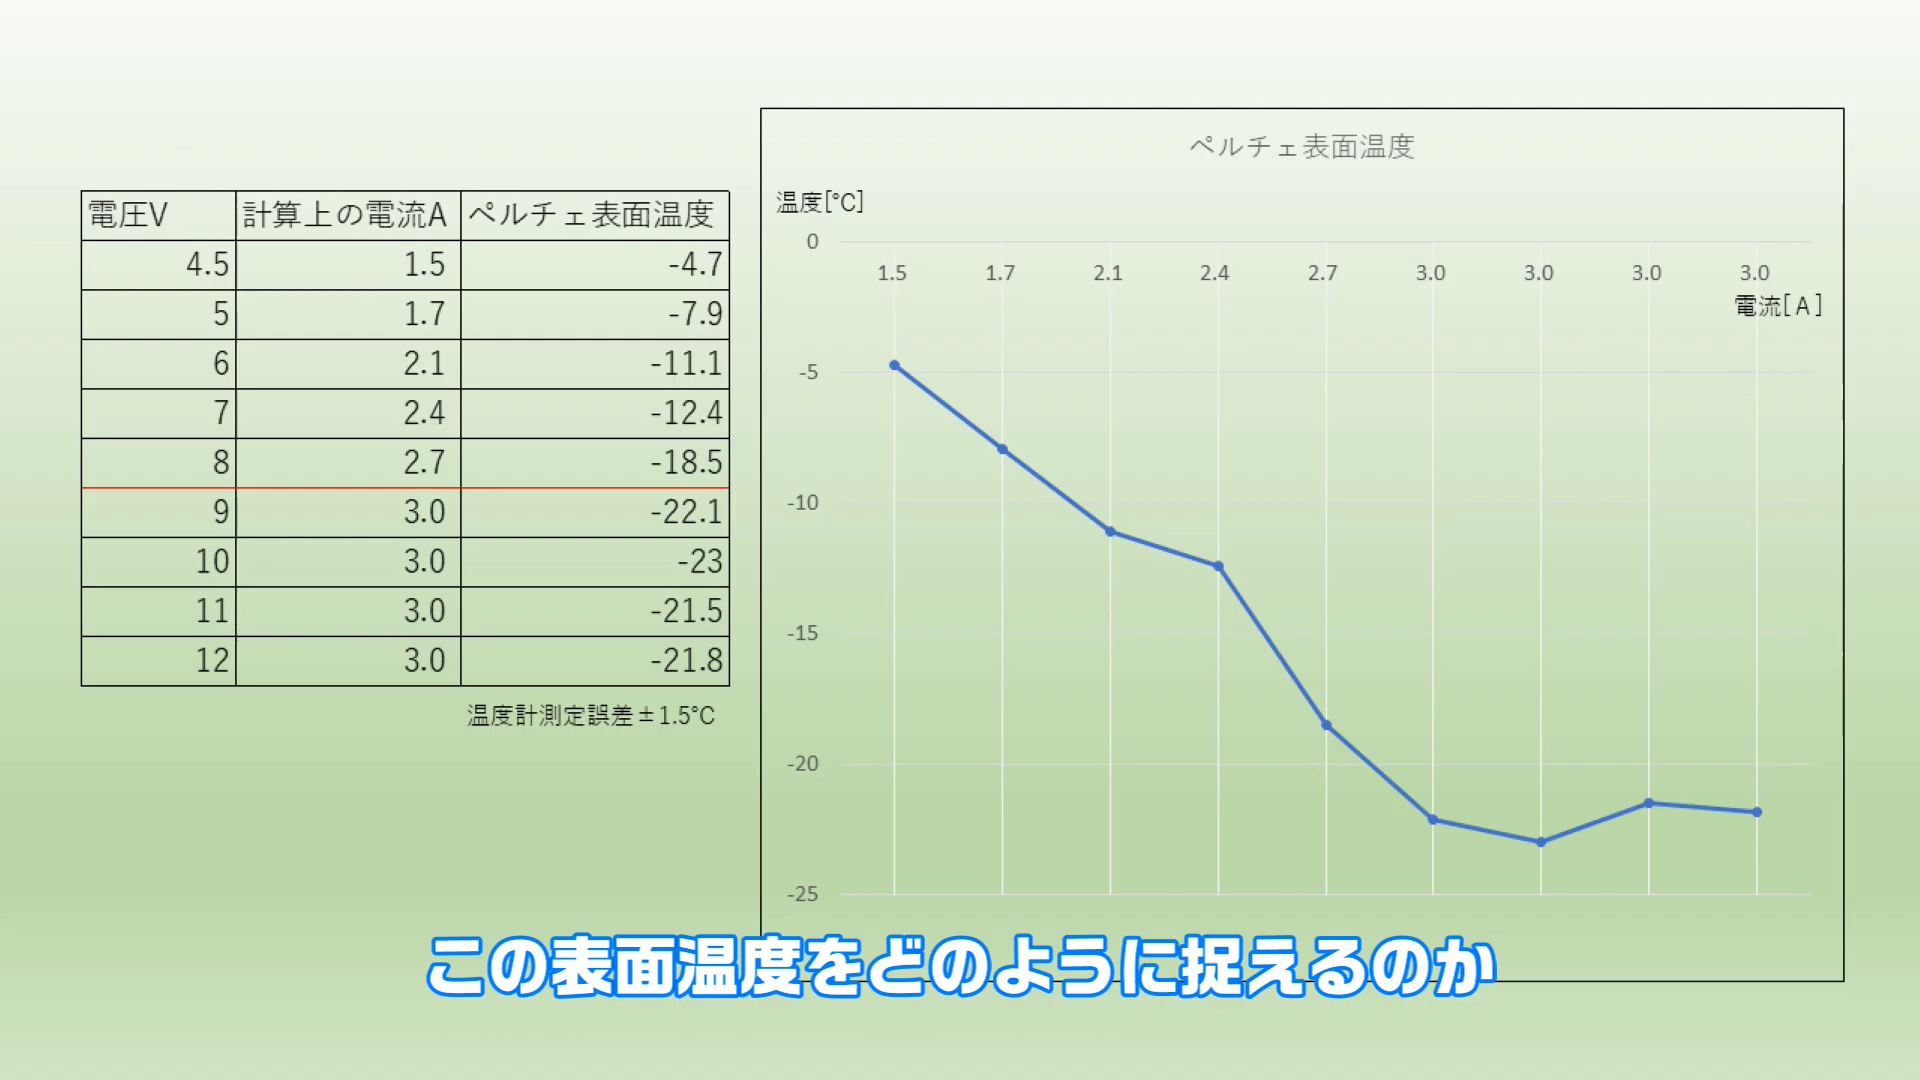 電圧V 計算上の電流A ペルチェ表面温度
4.5 1.5 -4.7
5 1.7 -7.9
6 2.1 -11.1
7 2.4 -12.4
8 2.7 -18.5
9 3.0 -22.1
10 3.0 -23
11 3.0 -21.5
12 3.0 -21.8
温度計測定誤差±1.5°C
ペルチェ表面温度
温度[°C]
0
1.5 1.7 2.1 2.4 2.7 3.0 3.0 3.0 3.0
電流[A]
-5
-10
-15
-20
-25
この表面温度をどのように捉えるのか